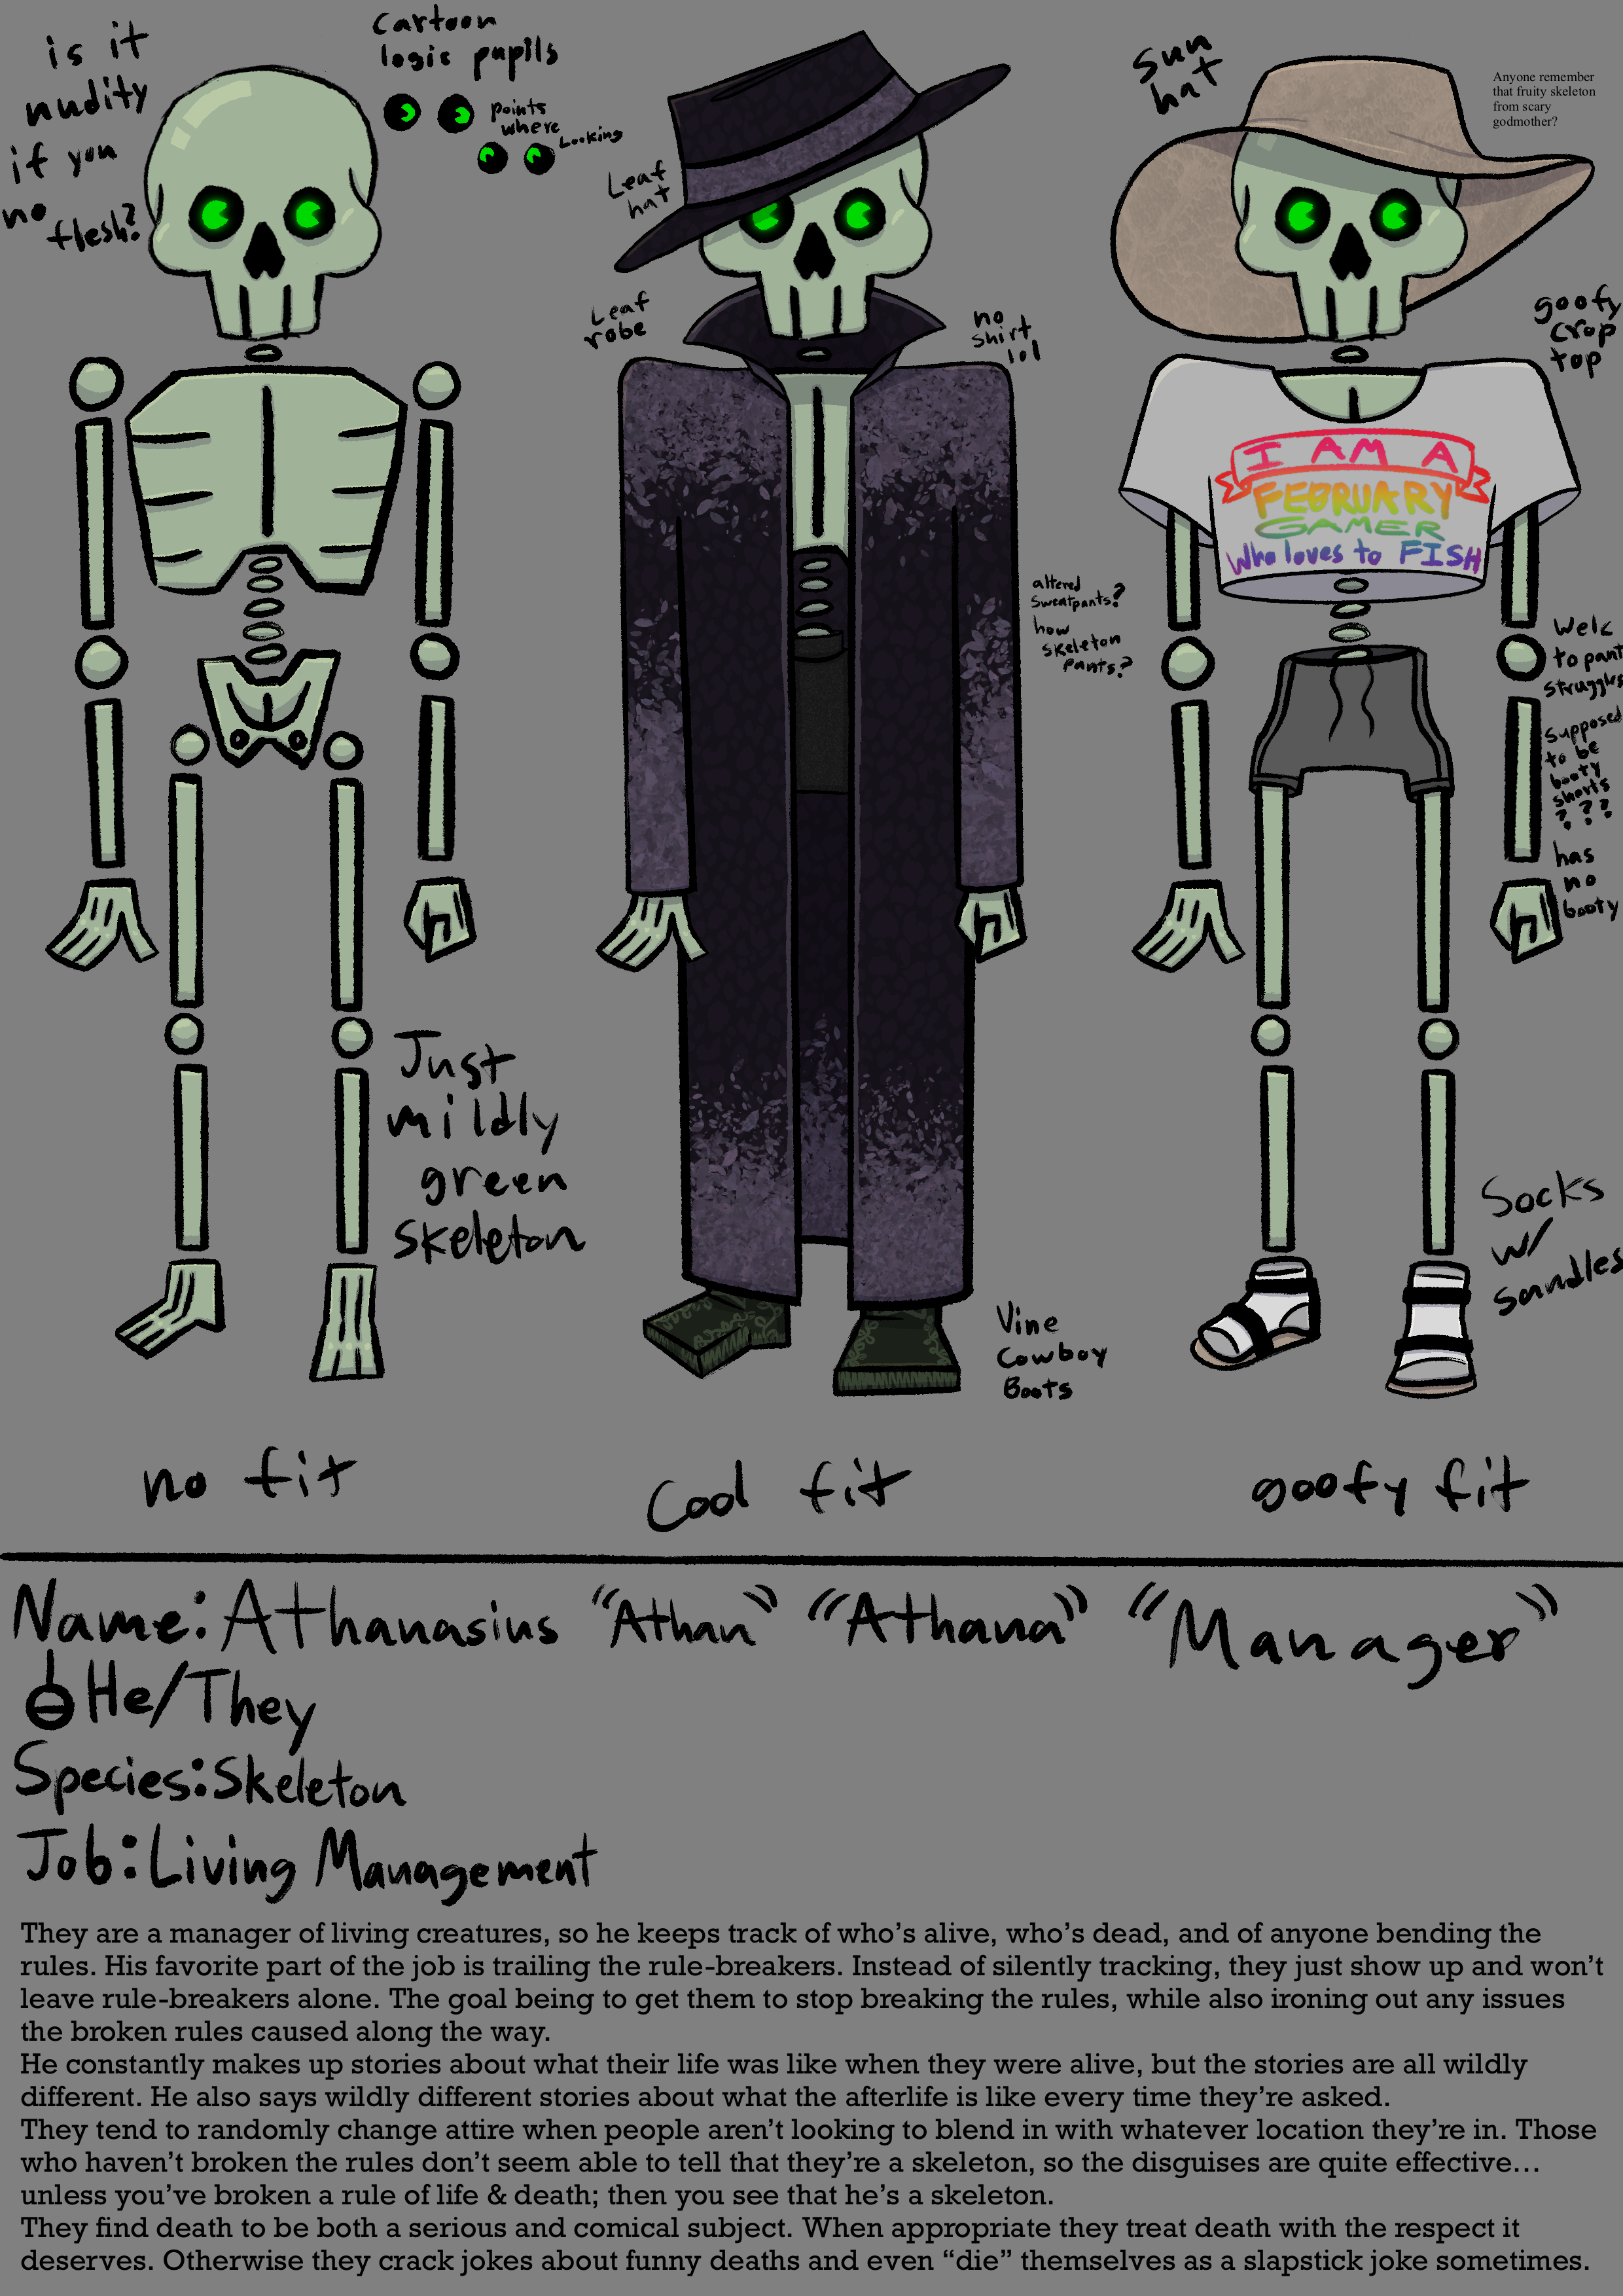 is it
nudity
if you
no flesh?
cartoon
logic pupils
points
where
Looking
Leaf
hat
Leaf
robe
no
shirt
lol
altered
sweatpants?
how
skeleton
pants?
Vine
Cowboy
Boots
Just
mildly
green
skeleton
sun
hat
Anyone remember
that fruity skeleton
from scary
godmother?
goofy
crop
top
I AM A
FEBRUARY
GAMER
Who loves to FISH
Welc
to pant
struggles
supposed
to be
booty
shorts
? ? ?
has
no
booty
Socks
w/
sandles
no fit
Cool fit
goofy fit
Name: Athanasius "Athan" "Athana" "Manager"
He/They
Species: Skeleton
Job: Living Management
They are a manager of living creatures, so he keeps track of who's alive, who's dead, and of anyone bending the
rules. His favorite part of the job is trailing the rule-breakers. Instead of silently tracking, they just show up and won't
leave rule-breakers alone. The goal being to get them to stop breaking the rules, while also ironing out any issues
the broken rules caused along the way.
He constantly makes up stories about what their life was like when they were alive, but the stories are all wildly
different. He also says wildly different stories about what the afterlife is like every time they're asked.
They tend to randomly change attire when people aren't looking to blend in with whatever location they're in. Those
who haven't broken the rules don't seem able to tell that they're a skeleton, so the disguises are quite effective...
unless you've broken a rule of life & death; then you see that he's a skeleton.
They find death to be both a serious and comical subject. When appropriate they treat death with the respect it
deserves. Otherwise they crack jokes about funny deaths and even "die" themselves as a slapstick joke sometimes.